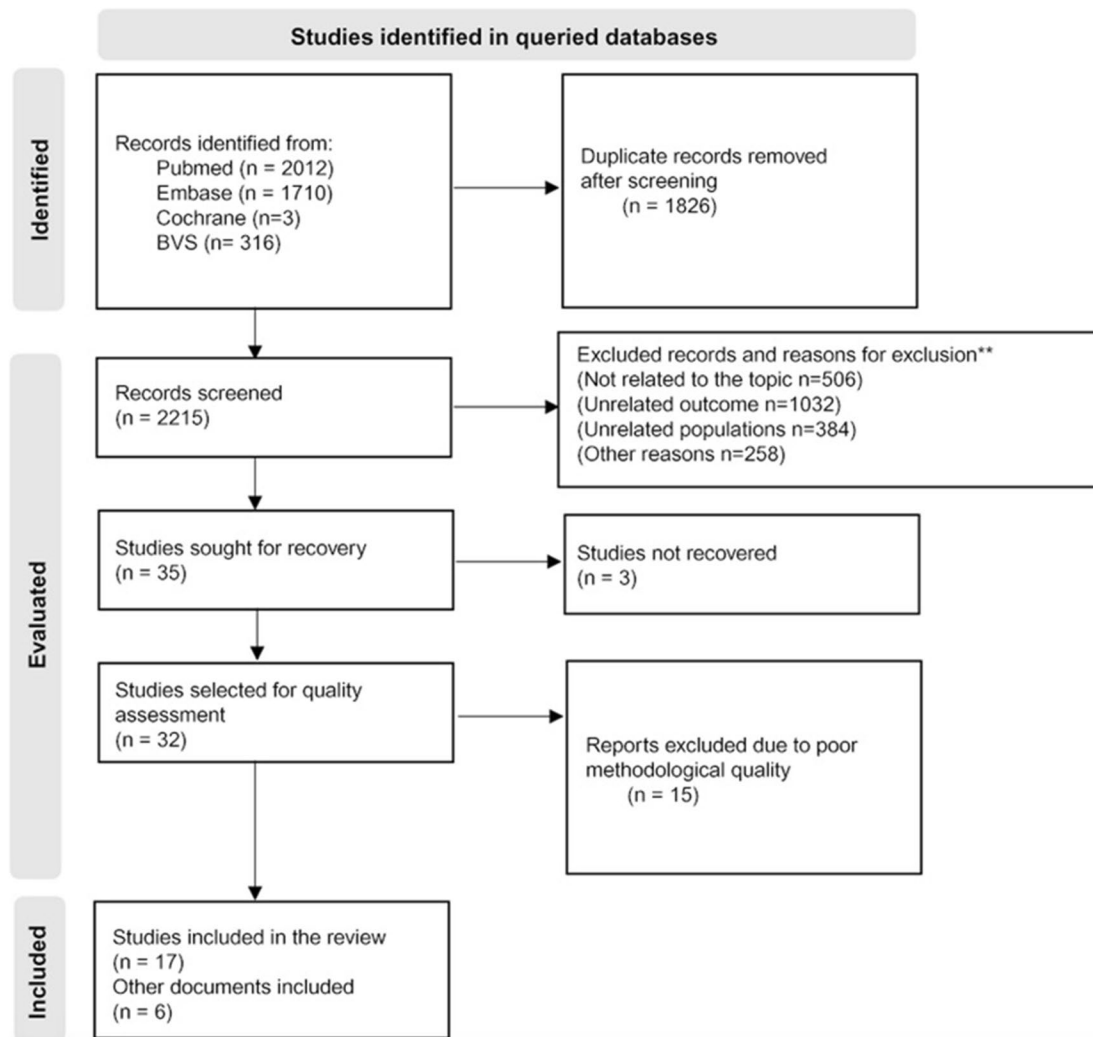 Studies identified in queried databases
Identified
Records identified from:
Pubmed (n = 2012)
Embase (n = 1710)
Cochrane (n=3)
BVS (n= 316)
Duplicate records removed
after screening
(n = 1826)
Evaluated
Records screened
(n = 2215)
Excluded records and reasons for exclusion**
(Not related to the topic n=506)
(Unrelated outcome n=1032)
(Unrelated populations n=384)
(Other reasons n=258)
Studies sought for recovery
(n = 35)
Studies not recovered
(n = 3)
Studies selected for quality
assessment
(n = 32)
Reports excluded due to poor
methodological quality
(n = 15)
Included
Studies included in the review
(n = 17)
Other documents included
(n = 6)